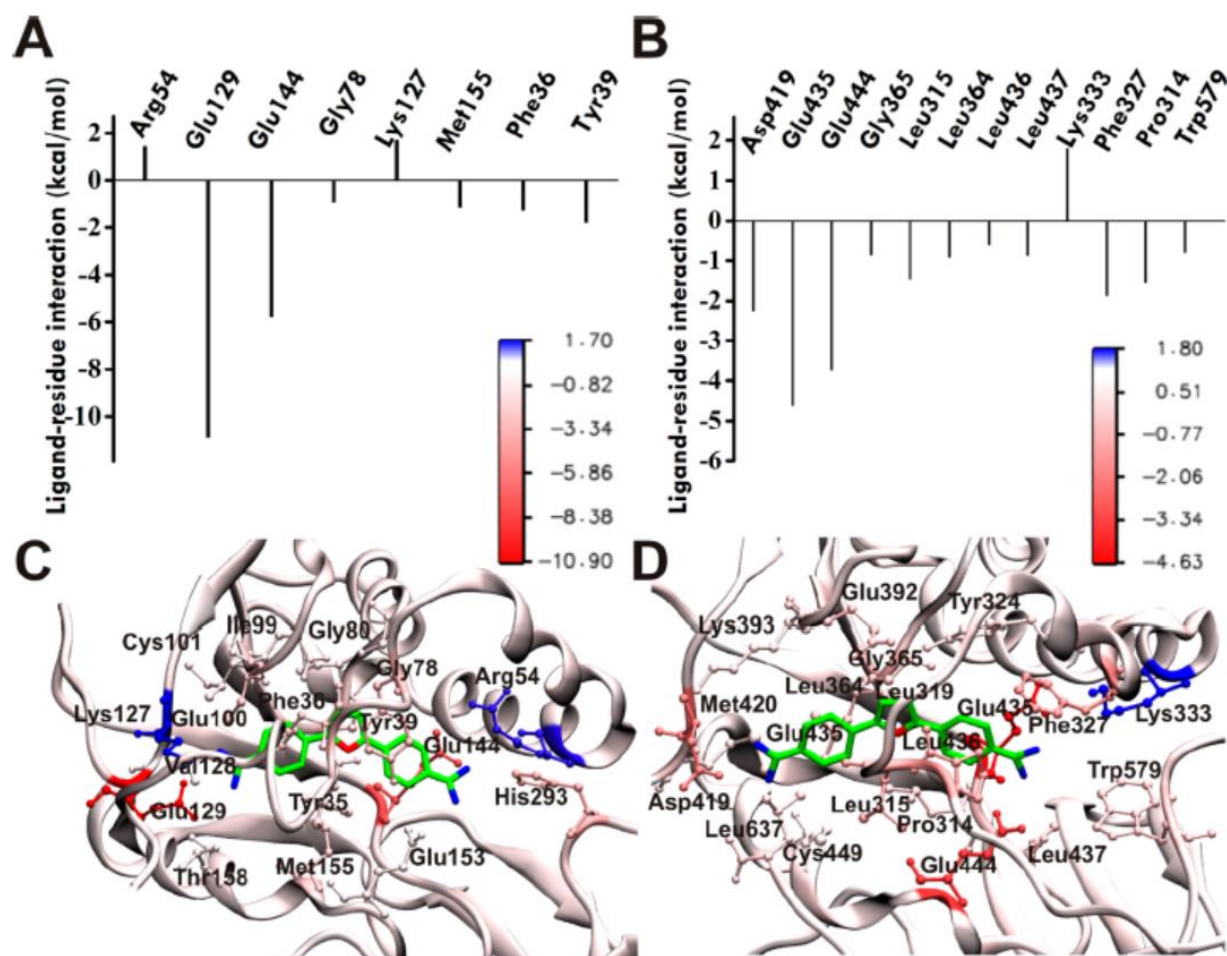 A
B
Arg54
Glu129
Glu144
Gly78
Lys127
Met155
Phe36
Tyr39
Ligand-residue interaction (kcal/mol)
2
0
-2
-4
-6
-8
-10
1.70
-0.82
-3.34
-5.86
-8.38
-10.90
Asp419
Glu435
Glu444
Gly365
Leu315
Leu364
Leu436
Leu437
Lys333
Phe327
Pro314
Trp579
Ligand-residue interaction (kcal/mol)
2
1
0
-1
-2
-3
-4
-5
-6
1.80
0.51
-0.77
-2.06
-3.34
-4.63
C
Cys101
Ile99
Gly80
Gly78
Arg54
Phe36
Lys127
Glu100
Tyr39
Glu144
Val128
His293
Glu129
Tyr35
Glu153
Thr158
Met155
D
Glu392
Tyr324
Lys393
Gly365
Leu364
Leu319
Met420
Glu435
Glu435
Phe327
Lys333
Leu436
Trp579
Asp419
Leu315
Pro314
Leu637
Cys449
Glu444
Leu437